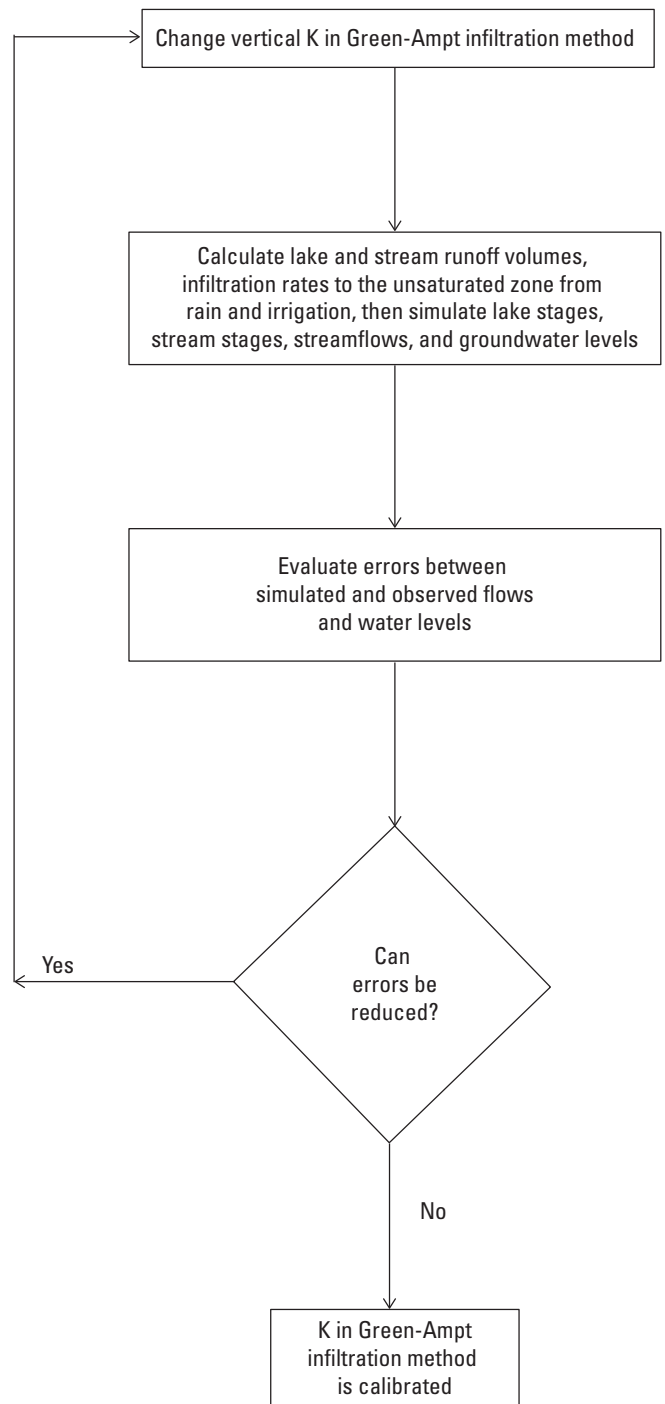 Change vertical K in Green-Ampt infiltration method
Calculate lake and stream runoff volumes,
infiltration rates to the unsaturated zone from
rain and irrigation, then simulate lake stages,
stream stages, streamflows, and groundwater levels
Evaluate errors between
simulated and observed flows
and water levels
Can
errors be
reduced?
Yes
No
K in Green-Ampt
infiltration method
is calibrated